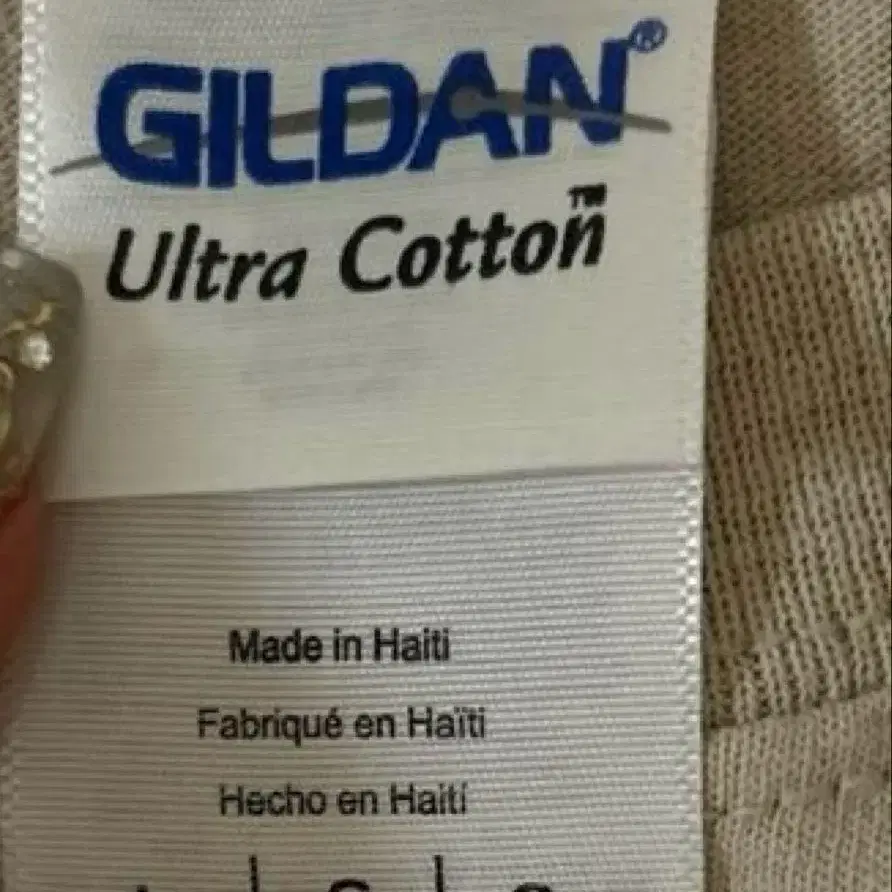 GILDAN®
Ultra Cotton™
Made in Haiti
Fabriqué en Haïti
Hecho en Haití